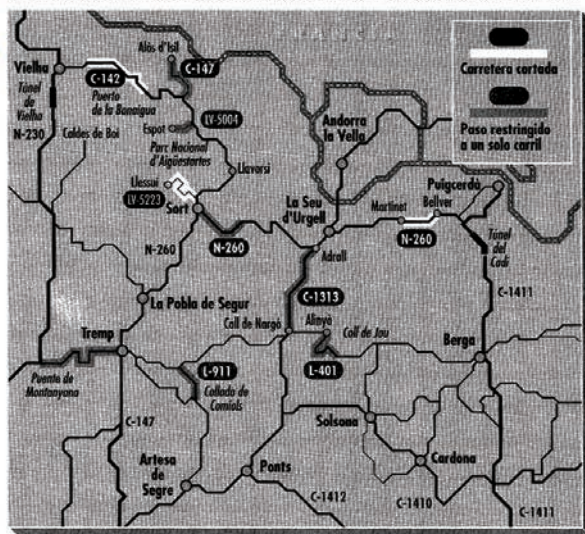 FRANCIA
Alòs d'Isil
Vielha
C-147
C-142
Túnel
de
Vielha
Puerto
de la Bonaigua
N-230
Caldes de Boí
LV-5004
Espot
Parc Nacional
d'Aigüestortes
Llavorsí
Llessui
LV-5223
Sort
Andorra
la Vella
Carretera cortada
Paso restringido
a un solo carril
Puigcerdà
La Seu
d'Urgell
Martinet
Bellver
N-260
N-260
N-260
Adrall
Túnel
del
Cadí
C-1411
La Pobla de Segur
C-1313
Tremp
Coll de Nargó
Alinyà
Coll de Jou
Berga
L-911
L-401
Puente de
Montanyana
Collado de
Comiols
C-147
Solsona
Cardona
Artesa
de
Segre
Ponts
C-1412
C-1410
C-1411